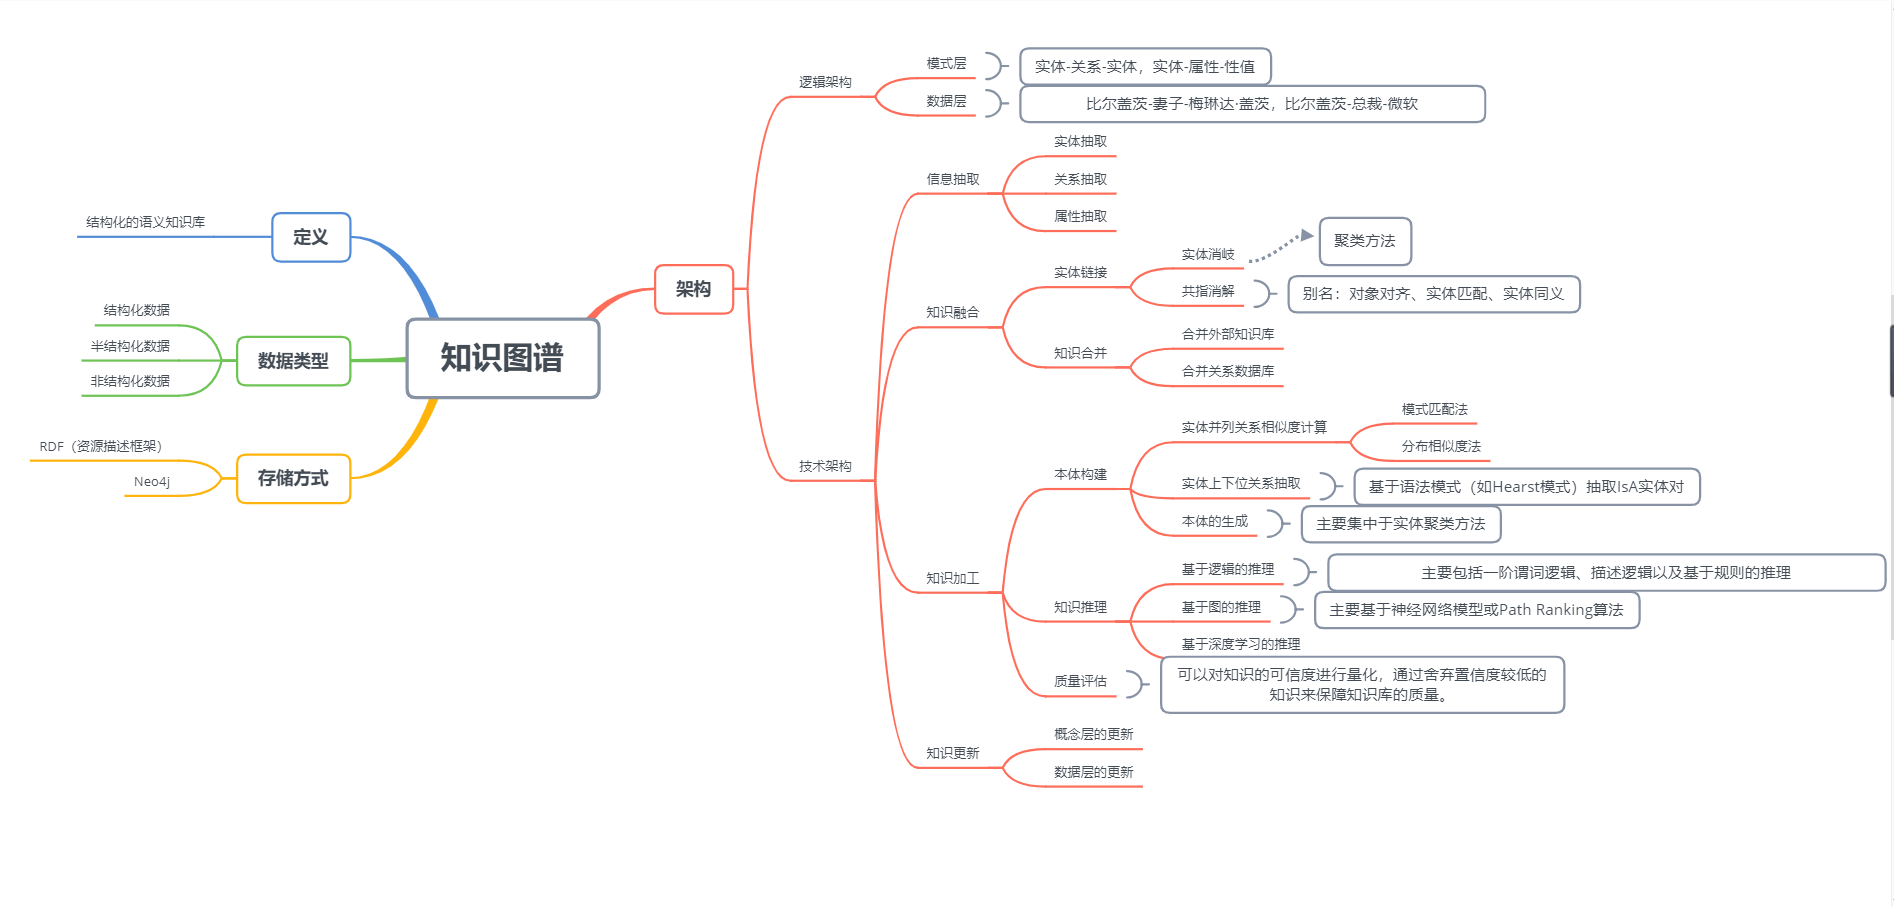 知识图谱
定义
结构化的语义知识库
数据类型
结构化数据
半结构化数据
非结构化数据
存储方式
RDF（资源描述框架）
Neo4j
架构
逻辑架构
模式层
实体-关系-实体，实体-属性-性值
数据层
比尔盖茨-妻子-梅琳达·盖茨，比尔盖茨-总裁-微软
技术架构
信息抽取
实体抽取
关系抽取
属性抽取
知识融合
实体链接
实体消岐
聚类方法
共指消解
别名：对象对齐、实体匹配、实体同义
知识合并
合并外部知识库
合并关系数据库
知识加工
本体构建
实体并列关系相似度计算
模式匹配法
分布相似度法
实体上下位关系抽取
基于语法模式（如Hearst模式）抽取IsA实体对
本体的生成
主要集中于实体聚类方法
知识推理
基于逻辑的推理
主要包括一阶谓词逻辑、描述逻辑以及基于规则的推理
基于图的推理
主要基于神经网络模型或Path Ranking算法
基于深度学习的推理
质量评估
可以对知识的可信度进行量化，通过舍弃置信度较低的
知识来保障知识库的质量。
知识更新
概念层的更新
数据层的更新